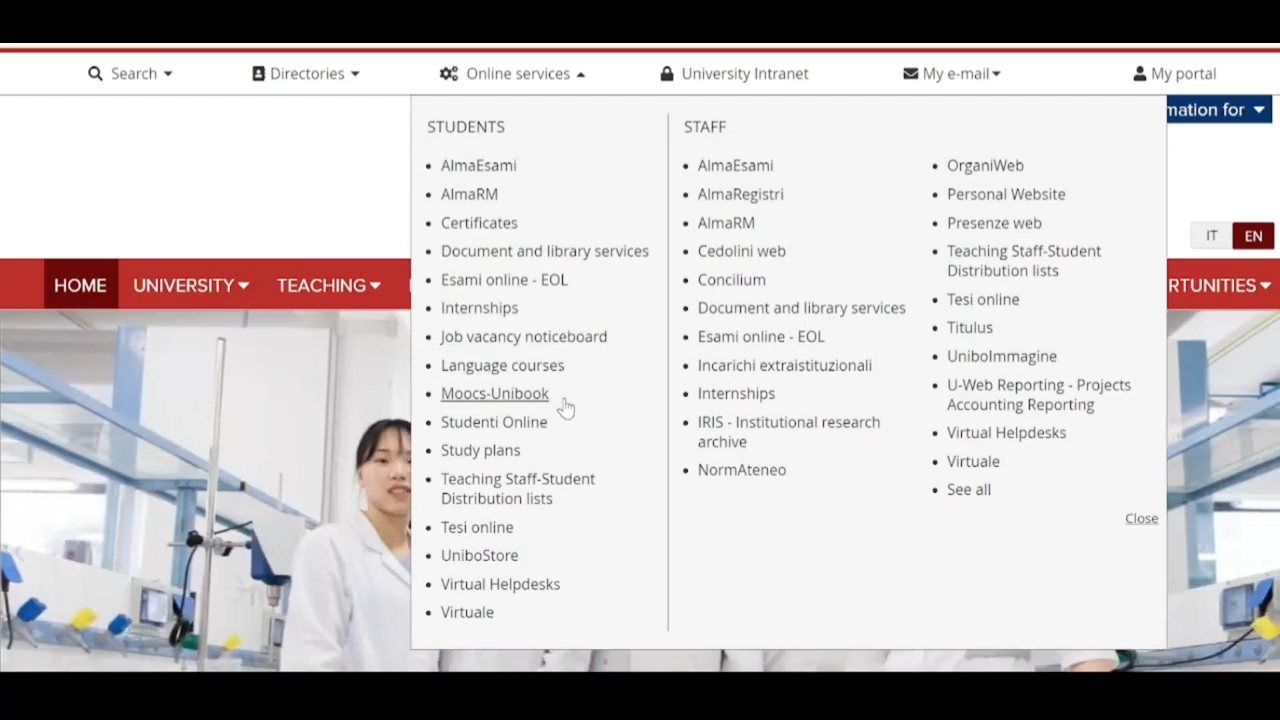 Search
Directories
Online services
University Intranet
My e-mail
My portal
mation for
IT
EN
HOME
UNIVERSITY
TEACHING
RTUNITIES
STUDENTS
AlmaEsami
AlmaRM
Certificates
Document and library services
Esami online - EOL
Internships
Job vacancy noticeboard
Language courses
Moocs-Unibook
Studenti Online
Study plans
Teaching Staff-Student
Distribution lists
Tesi online
UniboStore
Virtual Helpdesks
Virtuale
STAFF
AlmaEsami
AlmaRegistri
AlmaRM
Cedolini web
Concilium
Document and library services
Esami online - EOL
Incarichi extraistituzionali
Internships
IRIS - Institutional research
archive
NormAteneo
OrganiWeb
Personal Website
Presenze web
Teaching Staff-Student
Distribution lists
Tesi online
Titulus
UniboImmagine
U-Web Reporting - Projects
Accounting Reporting
Virtual Helpdesks
Virtuale
See all
Close